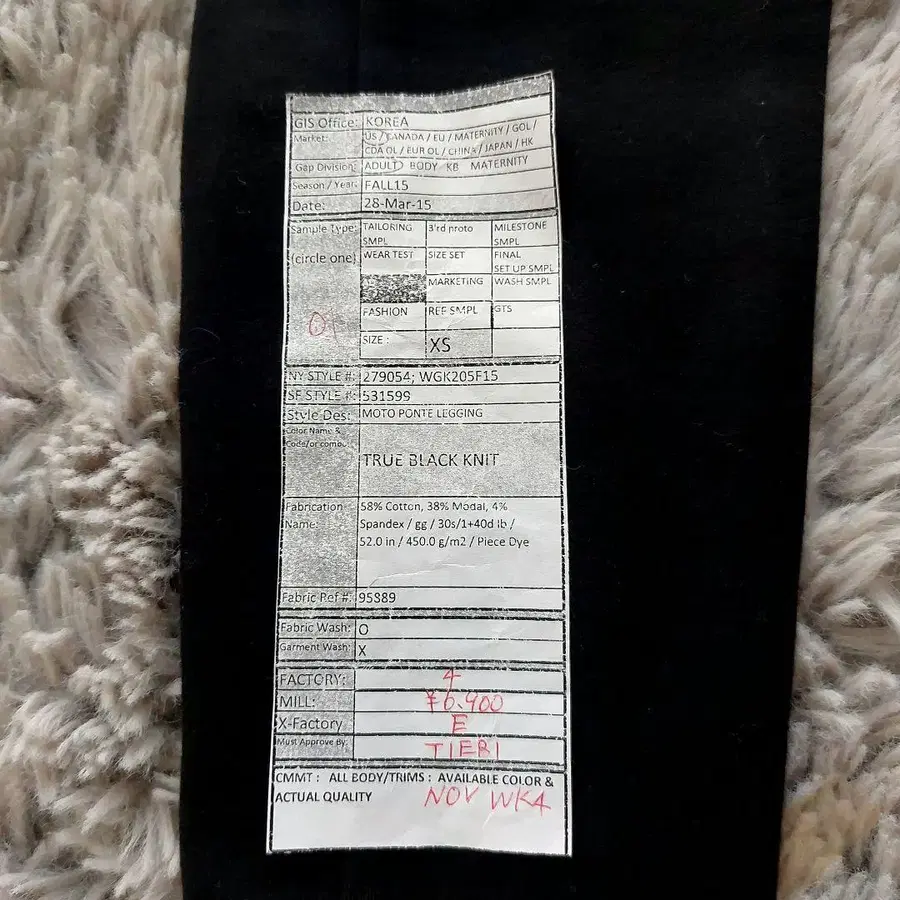 GIS Office: KOREA
Market: US / CANADA / EU / MATERNITY / GOL /
CDA OL / EUR OL / CHINA / JAPAN / HK
Gap Division: ADULT BODY KB MATERNITY
Season / Year: FALL15
Date: 28-Mar-15
Sample Type: TAILORING SMPL 3'rd proto MILESTONE SMPL
(circle one) WEAR TEST SIZE SET FINAL SET UP SMPL
MARKETING WASH SMPL
FASHION REF SMPL GTS
SIZE : XS
NY STYLE #: 279054; WGK205F15
SF STYLE #: 531599
Style Des: MOTO PONTE LEGGING
Color Name &
Code/or combo
TRUE BLACK KNIT
Fabrication 58% Cotton, 38% Modal, 4%
Name: Spandex / gg / 30s/1+40d lb /
52.0 in / 450.0 g/m2 / Piece Dye
Fabric Ref #: 95889
Fabric Wash: O
Garment Wash: X
FACTORY: 4
MILL: ¥6.400
X-Factory E
Must Approve By: TIERI
CMMT : ALL BODY/TRIMS : AVAILABLE COLOR &
ACTUAL QUALITY NOV WK4